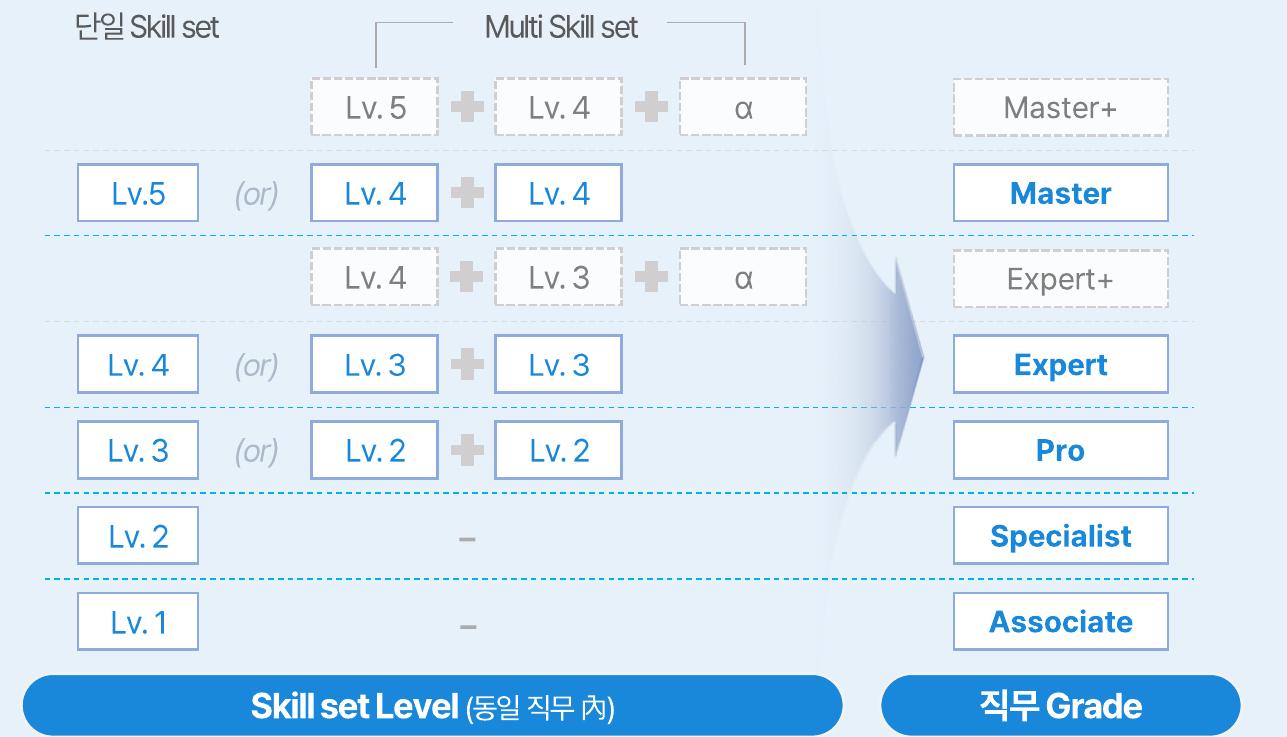 단일 Skill set Multi Skill set
Lv. 5 + Lv. 4 + α Master+
Lv.5 (or) Lv. 4 + Lv. 4 Master
Lv. 4 + Lv. 3 + α Expert+
Lv. 4 (or) Lv. 3 + Lv. 3 Expert
Lv. 3 (or) Lv. 2 + Lv. 2 Pro
Lv. 2 – Specialist
Lv. 1 – Associate
Skill set Level (동일 직무 內) 직무 Grade